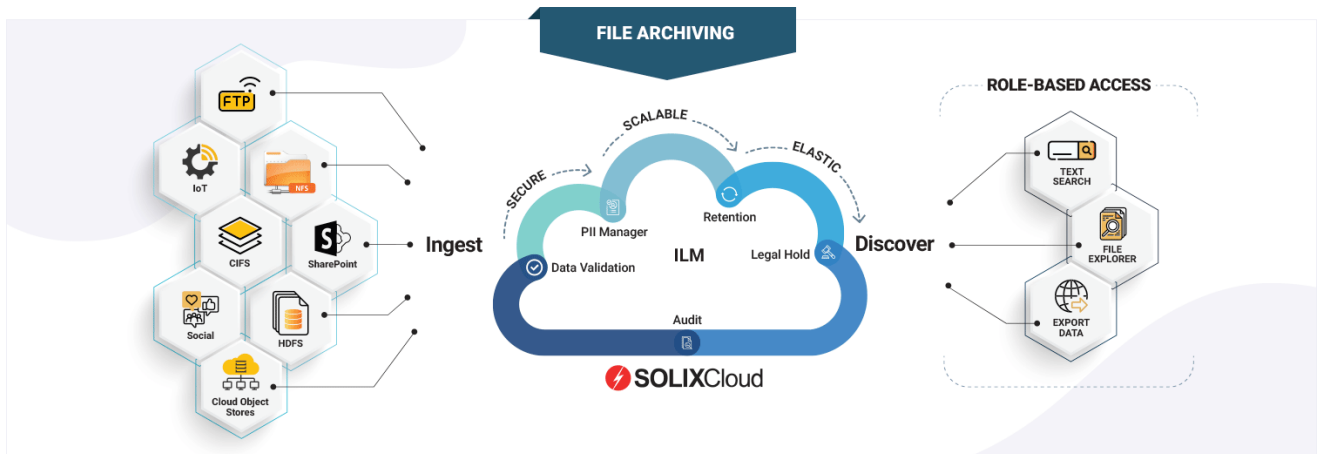 FILE ARCHIVING
FTP
IoT
NFS
CIFS
S
SharePoint
Social
HDFS
Cloud Object
Stores
Ingest
SECURE
SCALABLE
ELASTIC
PII Manager
Retention
Data Validation
ILM
Legal Hold
Audit
SOLIXCloud
Discover
ROLE-BASED ACCESS
TEXT
SEARCH
FILE
EXPLORER
EXPORT
DATA